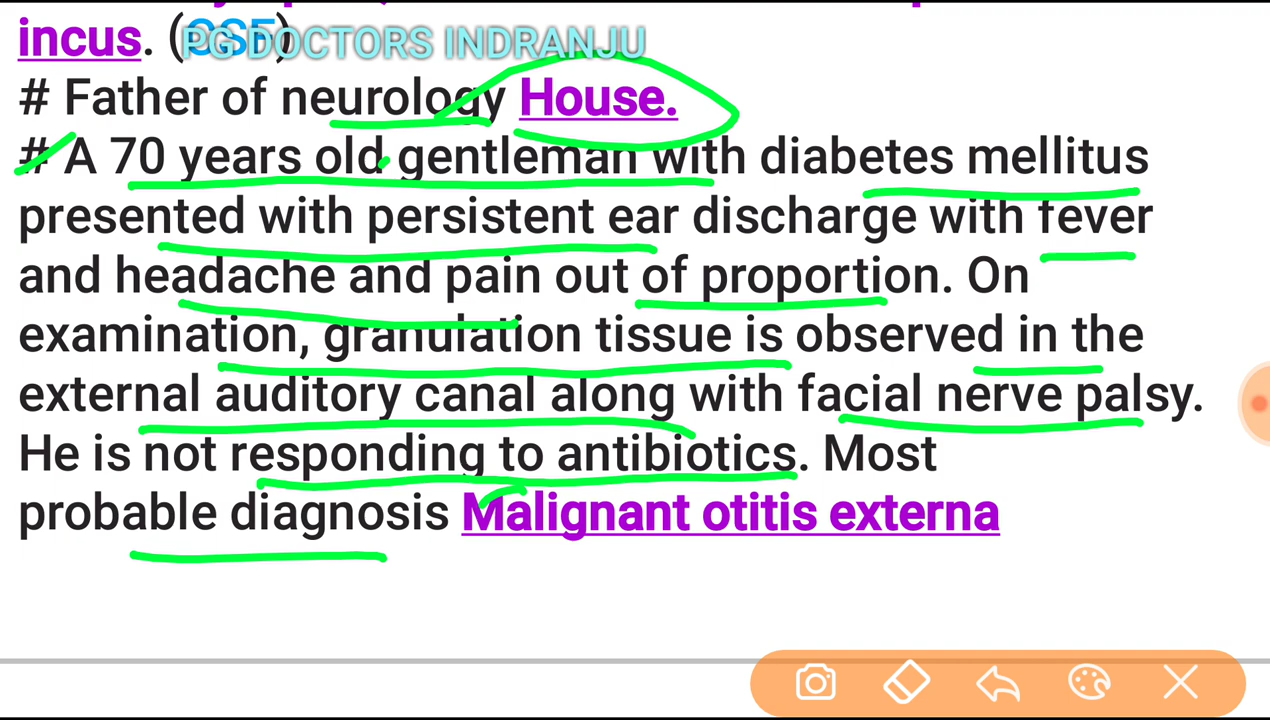 incus. (CSF)
PG DOCTORS INDRANJU
# Father of neurology House.
# A 70 years old gentleman with diabetes mellitus
presented with persistent ear discharge with fever
and headache and pain out of proportion. On
examination, granulation tissue is observed in the
external auditory canal along with facial nerve palsy.
He is not responding to antibiotics. Most
probable diagnosis Malignant otitis externa